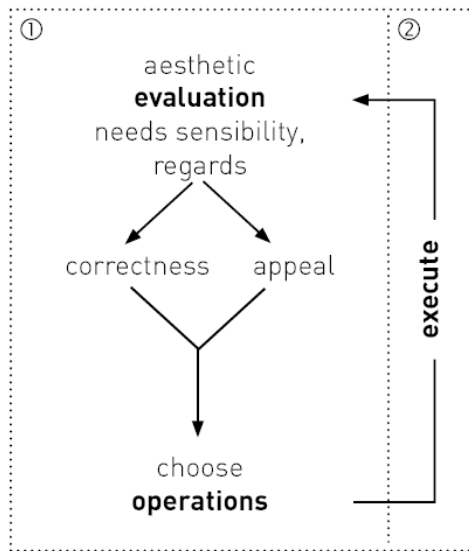 ①
②
aesthetic
evaluation
needs sensibility,
regards
correctness
appeal
execute
choose
operations